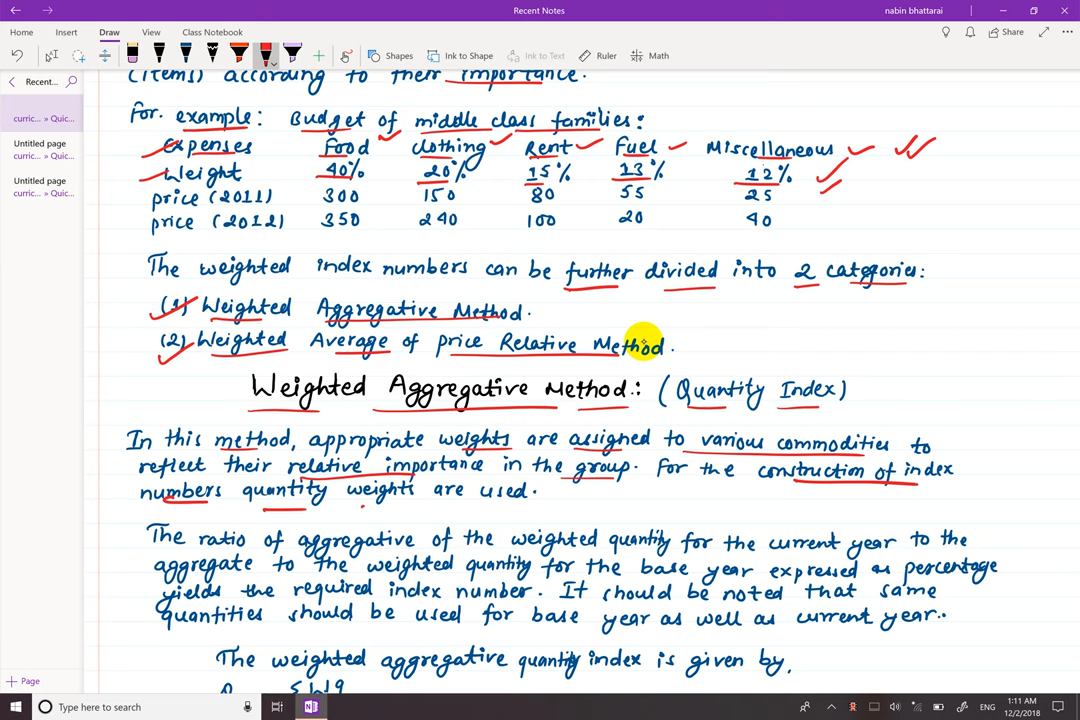 Recent Notes
nabin bhattarai
Home Insert Draw View Class Notebook
Share
Shapes Ink to Shape Ink to Text Ruler Math
Recent...
curric... » Quic...
Untitled page
curric... » Quic...
Untitled page
curric... » Quic...
+ Page
(items) according to their importance.
For. example: Budget of middle class families:
Expenses Food clothing Rent Fuel Miscellaneous
Weight 40% 20% 15% 13% 12%
price (2011) 300 150 80 55 25
price (2012) 350 240 100 20 40
The weighted index numbers can be further divided into 2 categories:
(1) Weighted Aggregative Method.
(2) Weighted Average of price Relative Method.
Weighted Aggregative Method: (Quantity Index)
In this method, appropriate weights are assigned to various commodities to
reflect their relative importance in the group. For the construction of index
numbers quantity weights are used.
The ratio of aggregative of the weighted quantity for the current year to the
aggregate to the weighted quantity for the base year expressed as percentage
yields the required index number. It should be noted that same
quantities should be used for base year as well as current year.
The weighted aggregative quantity index is given by,
Type here to search
ENG
1:11 AM
12/2/2018